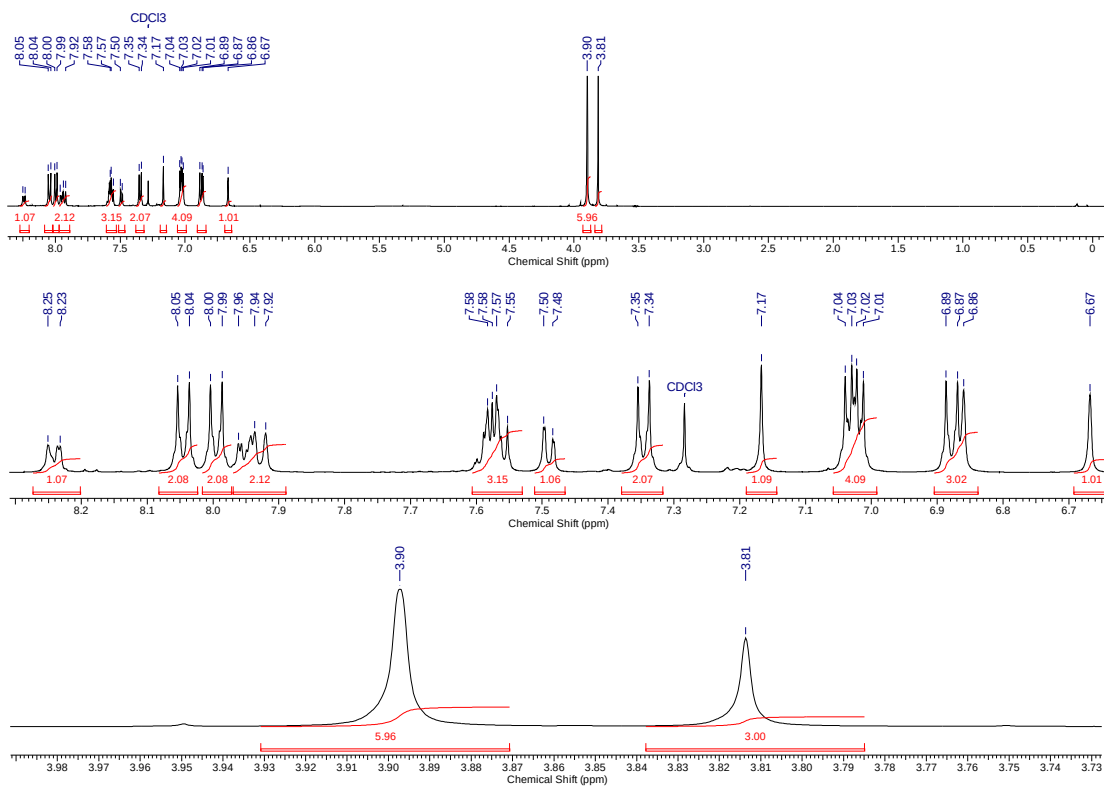 CDCl3
8.05 8.04 8.00 7.99 7.92 7.58 7.57 7.50 7.35 7.34 7.17 7.04 7.03 7.02 7.01 6.89 6.87 6.86 6.67 3.90 3.81
1.07 2.12 3.15 2.07 4.09 1.01 5.96
8.0 7.5 7.0 6.5 6.0 5.5 5.0 4.5 4.0 3.5 3.0 2.5 2.0 1.5 1.0 0.5 0
Chemical Shift (ppm)
8.25 8.23 8.05 8.04 8.00 7.99 7.96 7.94 7.92 7.58 7.58 7.57 7.55 7.50 7.48 7.35 7.34 7.17 7.04 7.03 7.02 7.01 6.89 6.87 6.86 6.67
CDCl3
1.07 2.08 2.08 2.12 3.15 1.06 2.07 1.09 4.09 3.02 1.01
8.2 8.1 8.0 7.9 7.8 7.7 7.6 7.5 7.4 7.3 7.2 7.1 7.0 6.9 6.8 6.7
Chemical Shift (ppm)
3.90 3.81
5.96 3.00
3.98 3.97 3.96 3.95 3.94 3.93 3.92 3.91 3.90 3.89 3.88 3.87 3.86 3.85 3.84 3.83 3.82 3.81 3.80 3.79 3.78 3.77 3.76 3.75 3.74 3.73
Chemical Shift (ppm)